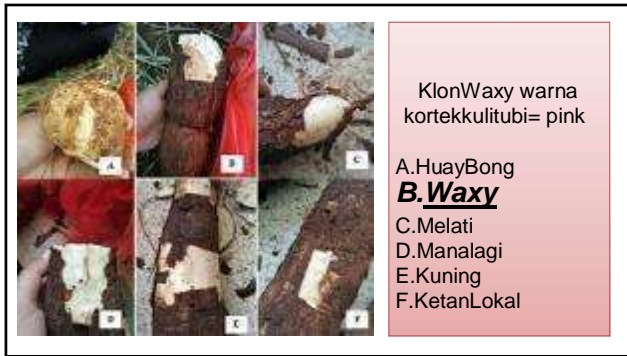 A
B
C
D
E
F
KlonWaxy warna
kortekkulitubi= pink
A.HuayBong
B.Waxy
C.Melati
D.Manalagi
E.Kuning
F.KetanLokal